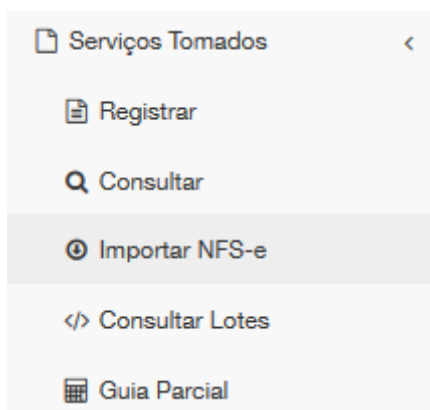 Serviços Tomados
Registrar
Consultar
Importar NFS-e
Consultar Lotes
Guia Parcial